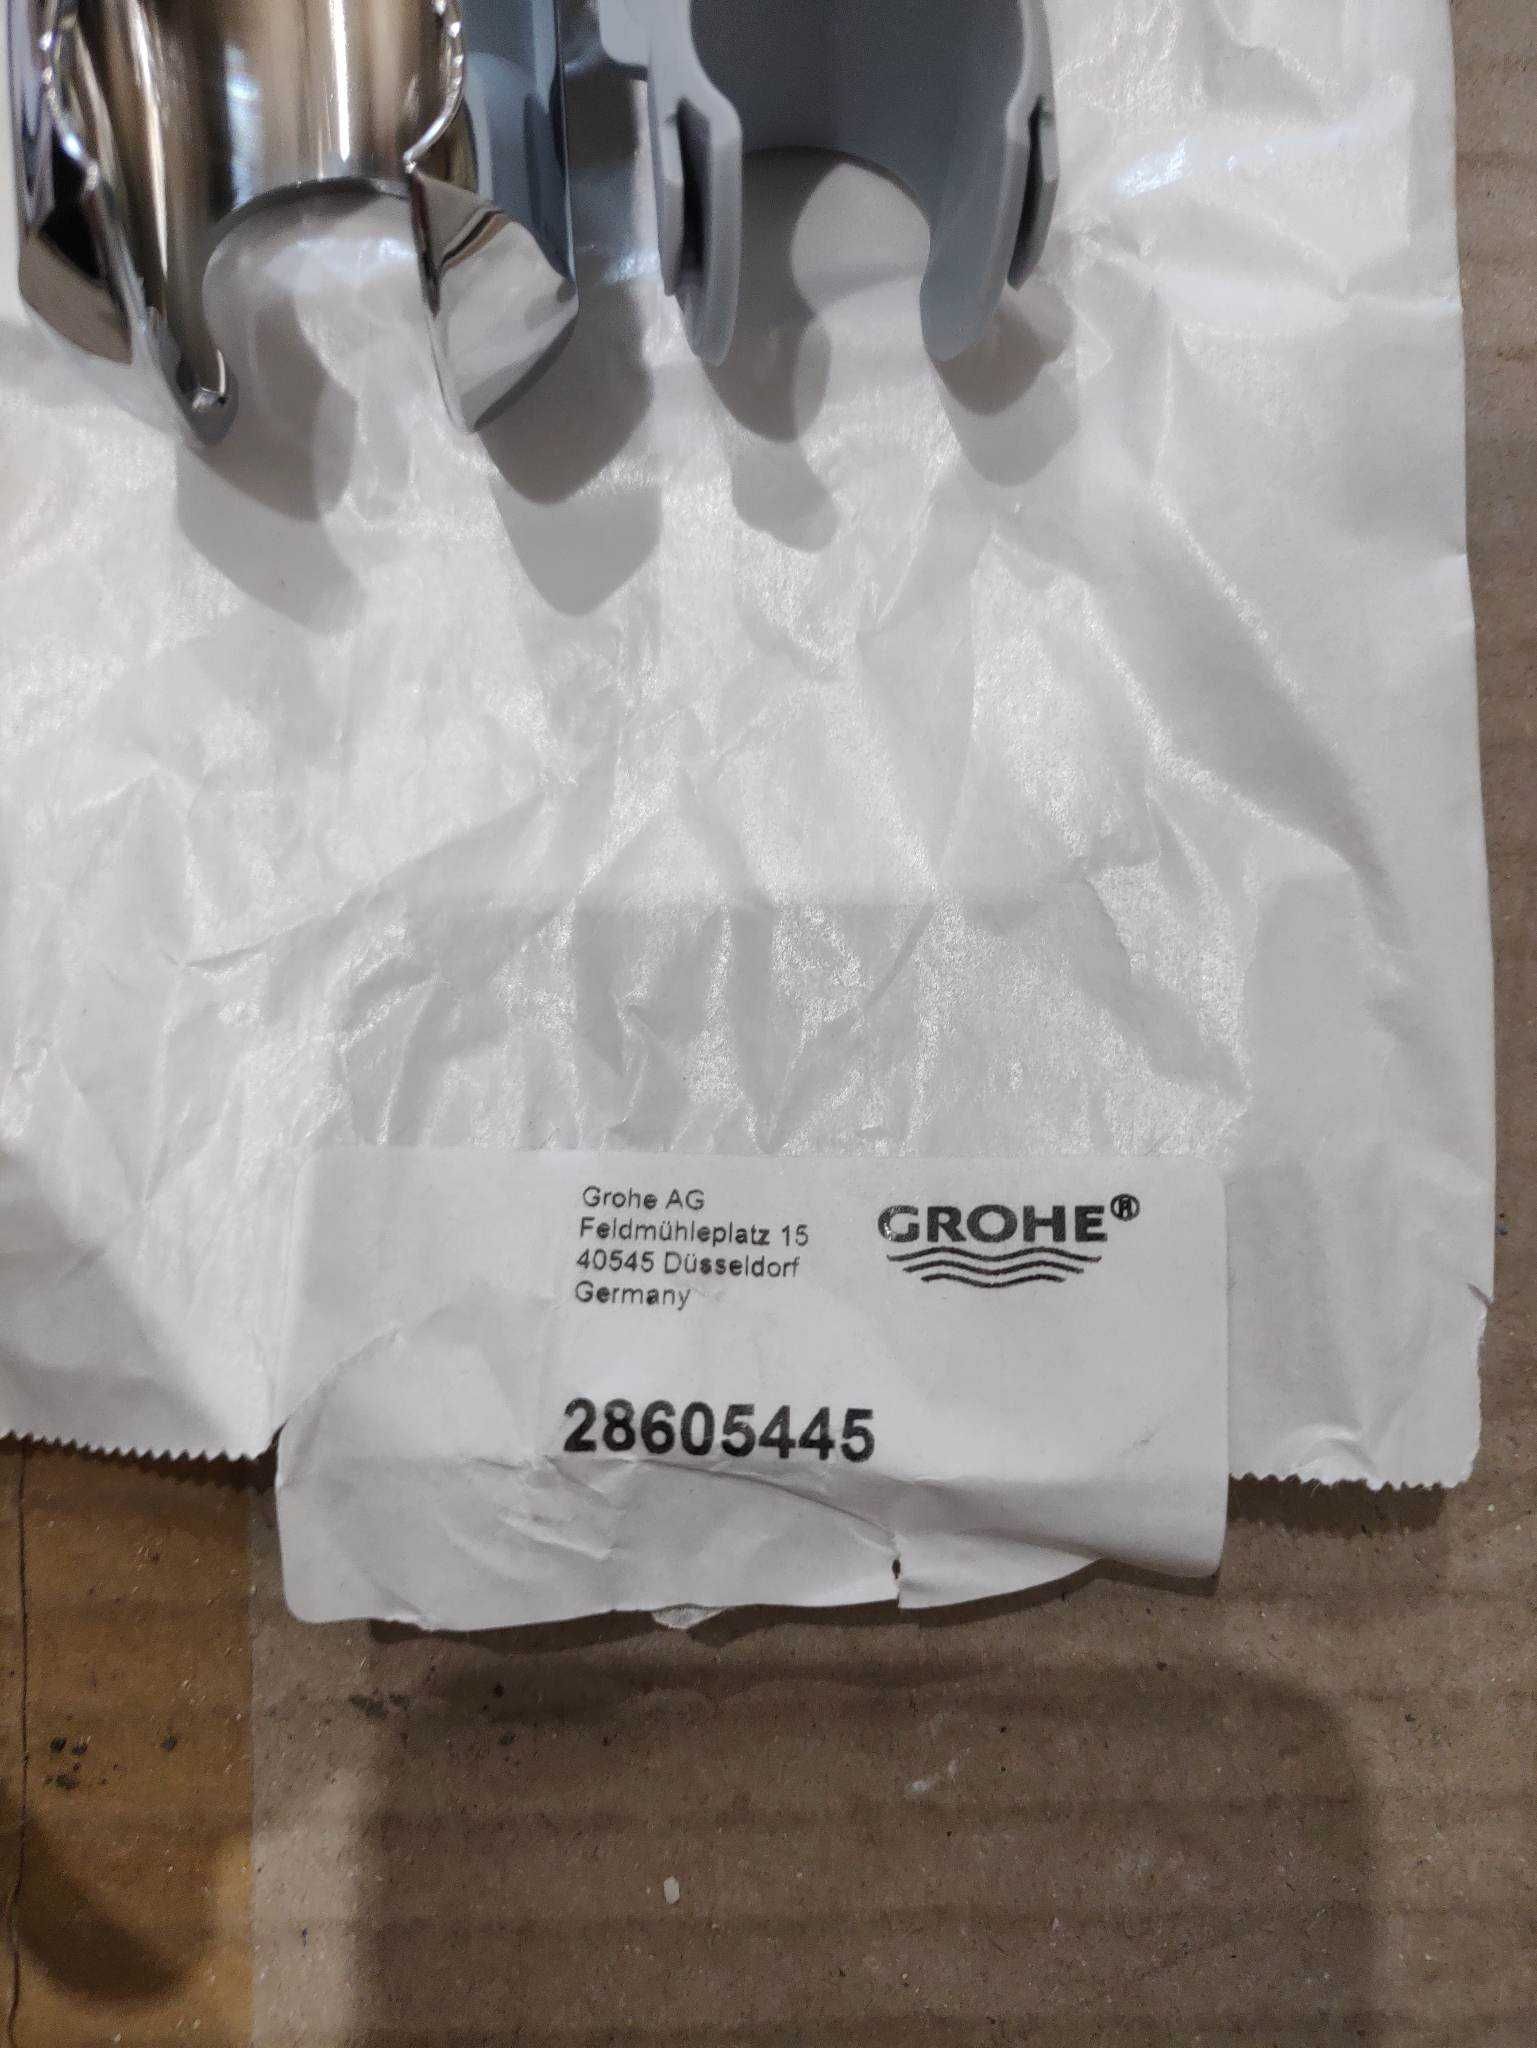 Grohe AG
Feldmühleplatz 15
40545 Düsseldorf
Germany
GROHE®
28605445